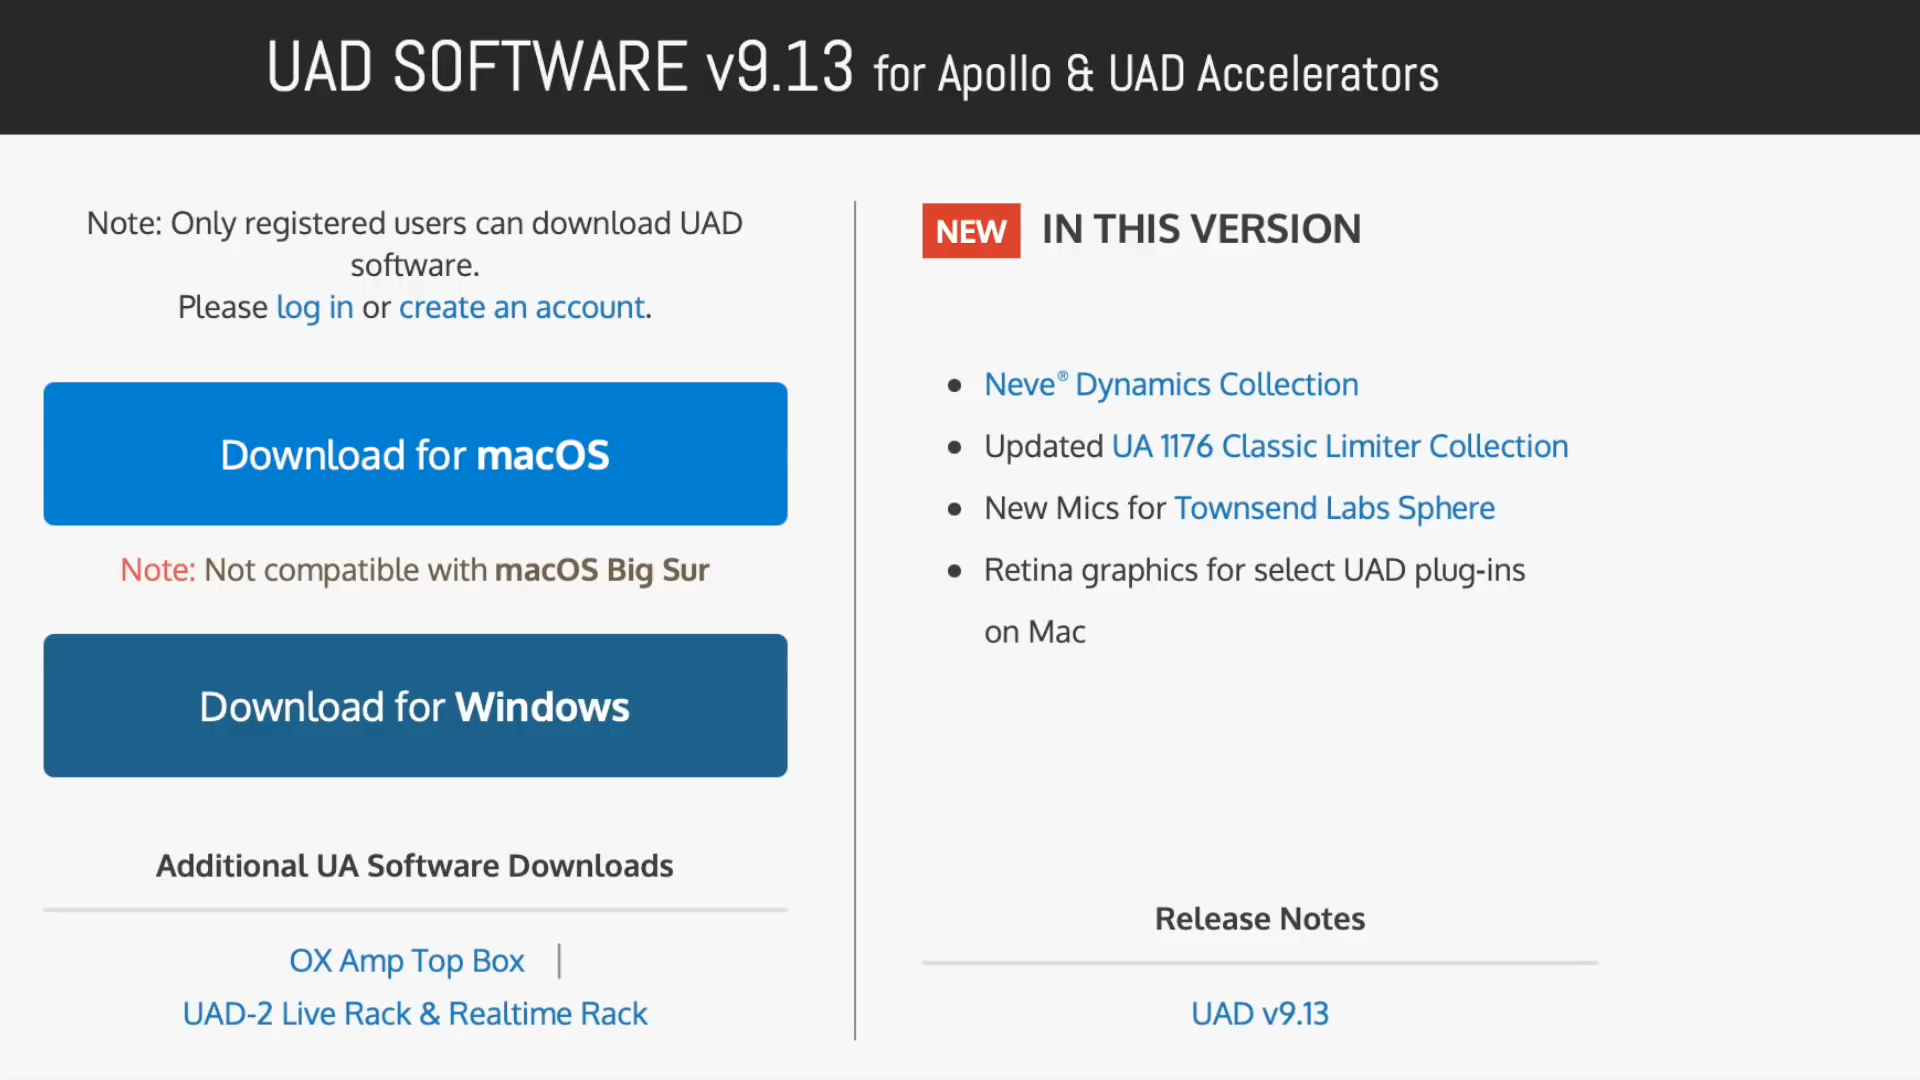 UAD SOFTWARE v9.13 for Apollo & UAD Accelerators
Note: Only registered users can download UAD
software.
Please log in or create an account.
Download for macOS
Note: Not compatible with macOS Big Sur
Download for Windows
Additional UA Software Downloads
OX Amp Top Box |
UAD-2 Live Rack & Realtime Rack
NEW IN THIS VERSION
• Neve® Dynamics Collection
• Updated UA 1176 Classic Limiter Collection
• New Mics for Townsend Labs Sphere
• Retina graphics for select UAD plug-ins
on Mac
Release Notes
UAD v9.13